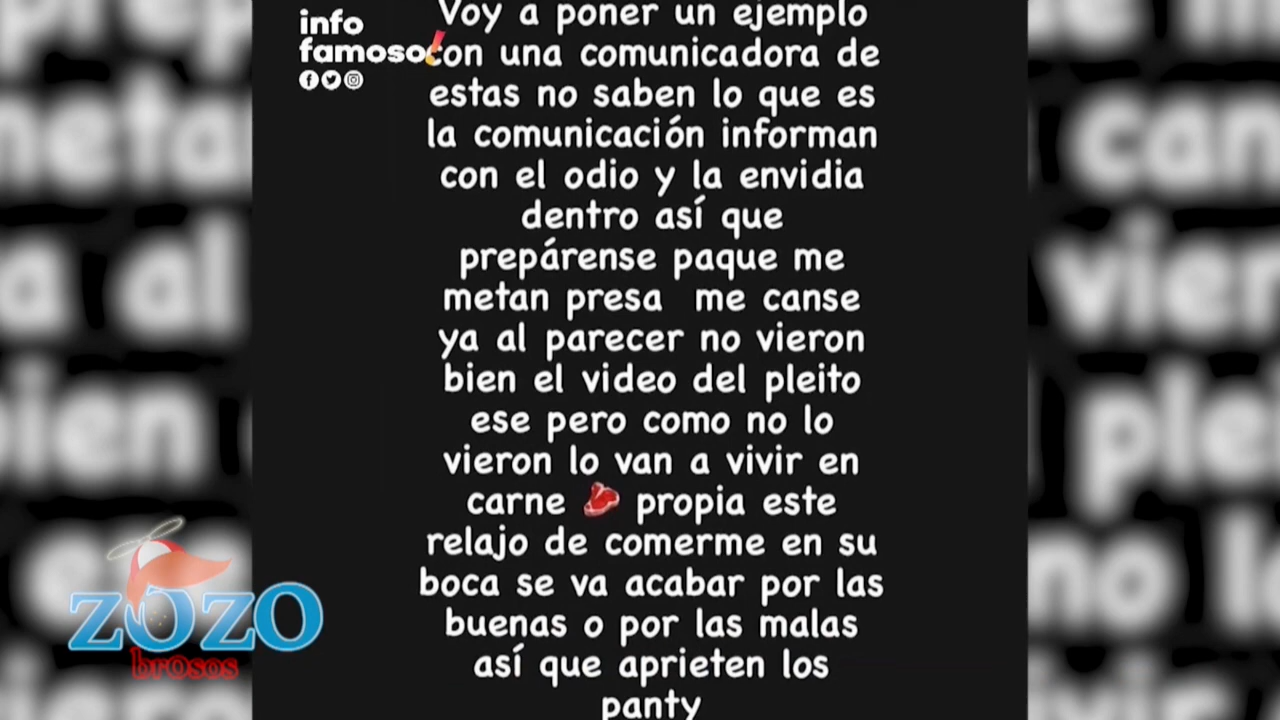 info
famoso!
Voy a poner un ejemplo
con una comunicadora de
estas no saben lo que es
la comunicación informan
con el odio y la envidia
dentro así que
prepárense paque me
metan presa me canse
ya al parecer no vieron
bien el video del pleito
ese pero como no lo
vieron lo van a vivir en
carne 🥩 propia este
relajo de comerme en su
boca se va acabar por las
buenas o por las malas
así que aprieten los
panty
zozo
brosos